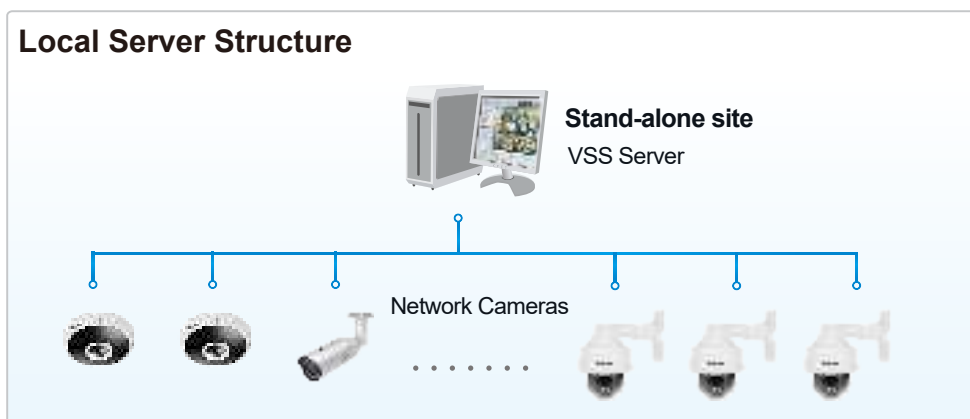 Local Server Structure
Stand-alone site
VSS Server
Network Cameras